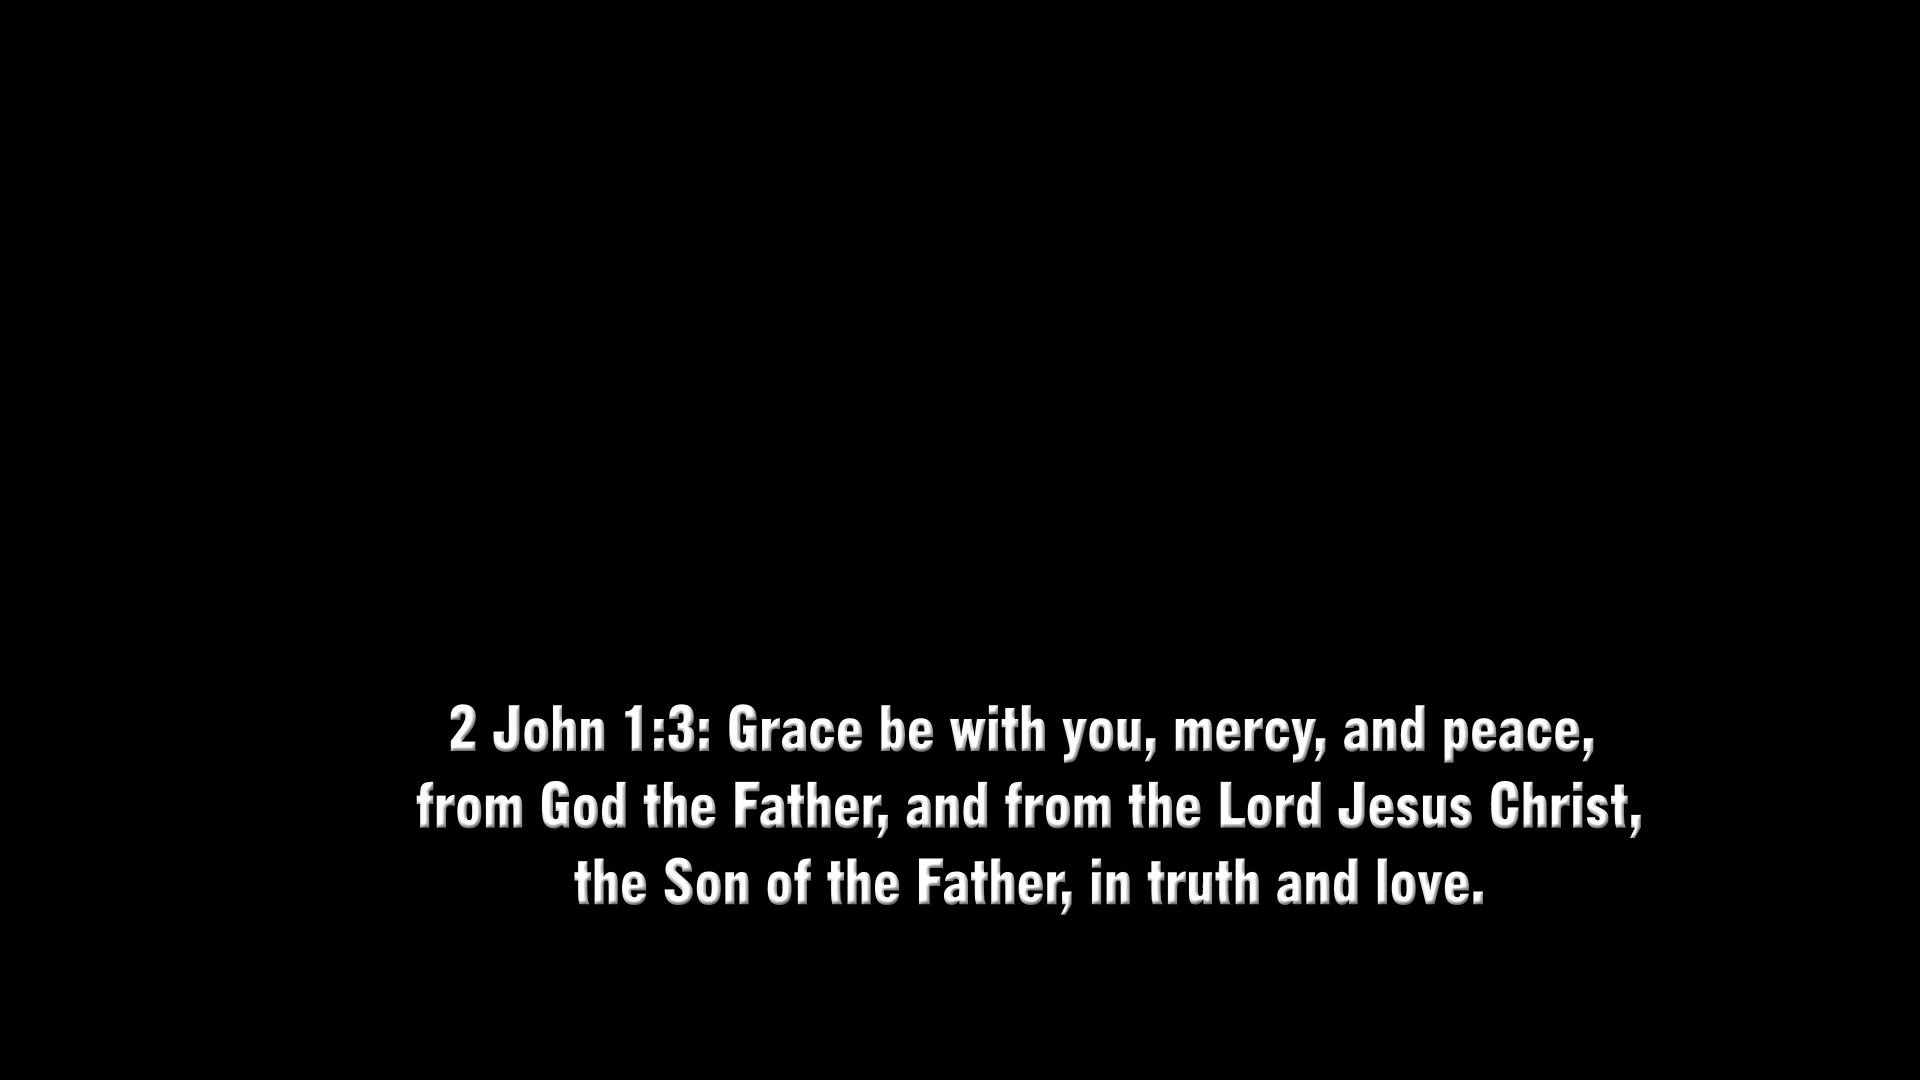 2 John 1:3: Grace be with you, mercy, and peace,
from God the Father, and from the Lord Jesus Christ,
the Son of the Father, in truth and love.